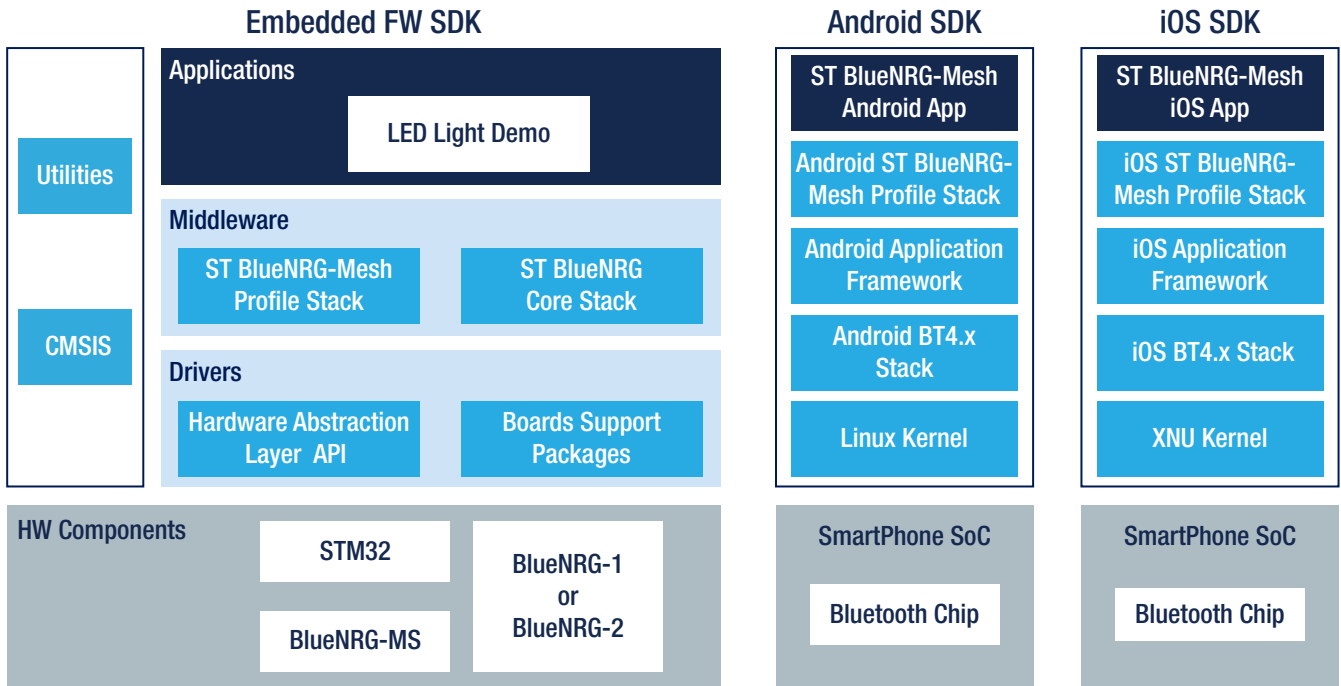 Embedded FW SDK
Utilities
CMSIS
Applications
LED Light Demo
Middleware
ST BlueNRG-Mesh
Profile Stack
ST BlueNRG
Core Stack
Drivers
Hardware Abstraction
Layer API
Boards Support
Packages
HW Components
STM32
BlueNRG-MS
BlueNRG-1
or
BlueNRG-2
Android SDK
ST BlueNRG-Mesh
Android App
Android ST BlueNRG-
Mesh Profile Stack
Android Application
Framework
Android BT4.x
Stack
Linux Kernel
SmartPhone SoC
Bluetooth Chip
iOS SDK
ST BlueNRG-Mesh
iOS App
iOS ST BlueNRG-
Mesh Profile Stack
iOS Application
Framework
iOS BT4.x Stack
XNU Kernel
SmartPhone SoC
Bluetooth Chip